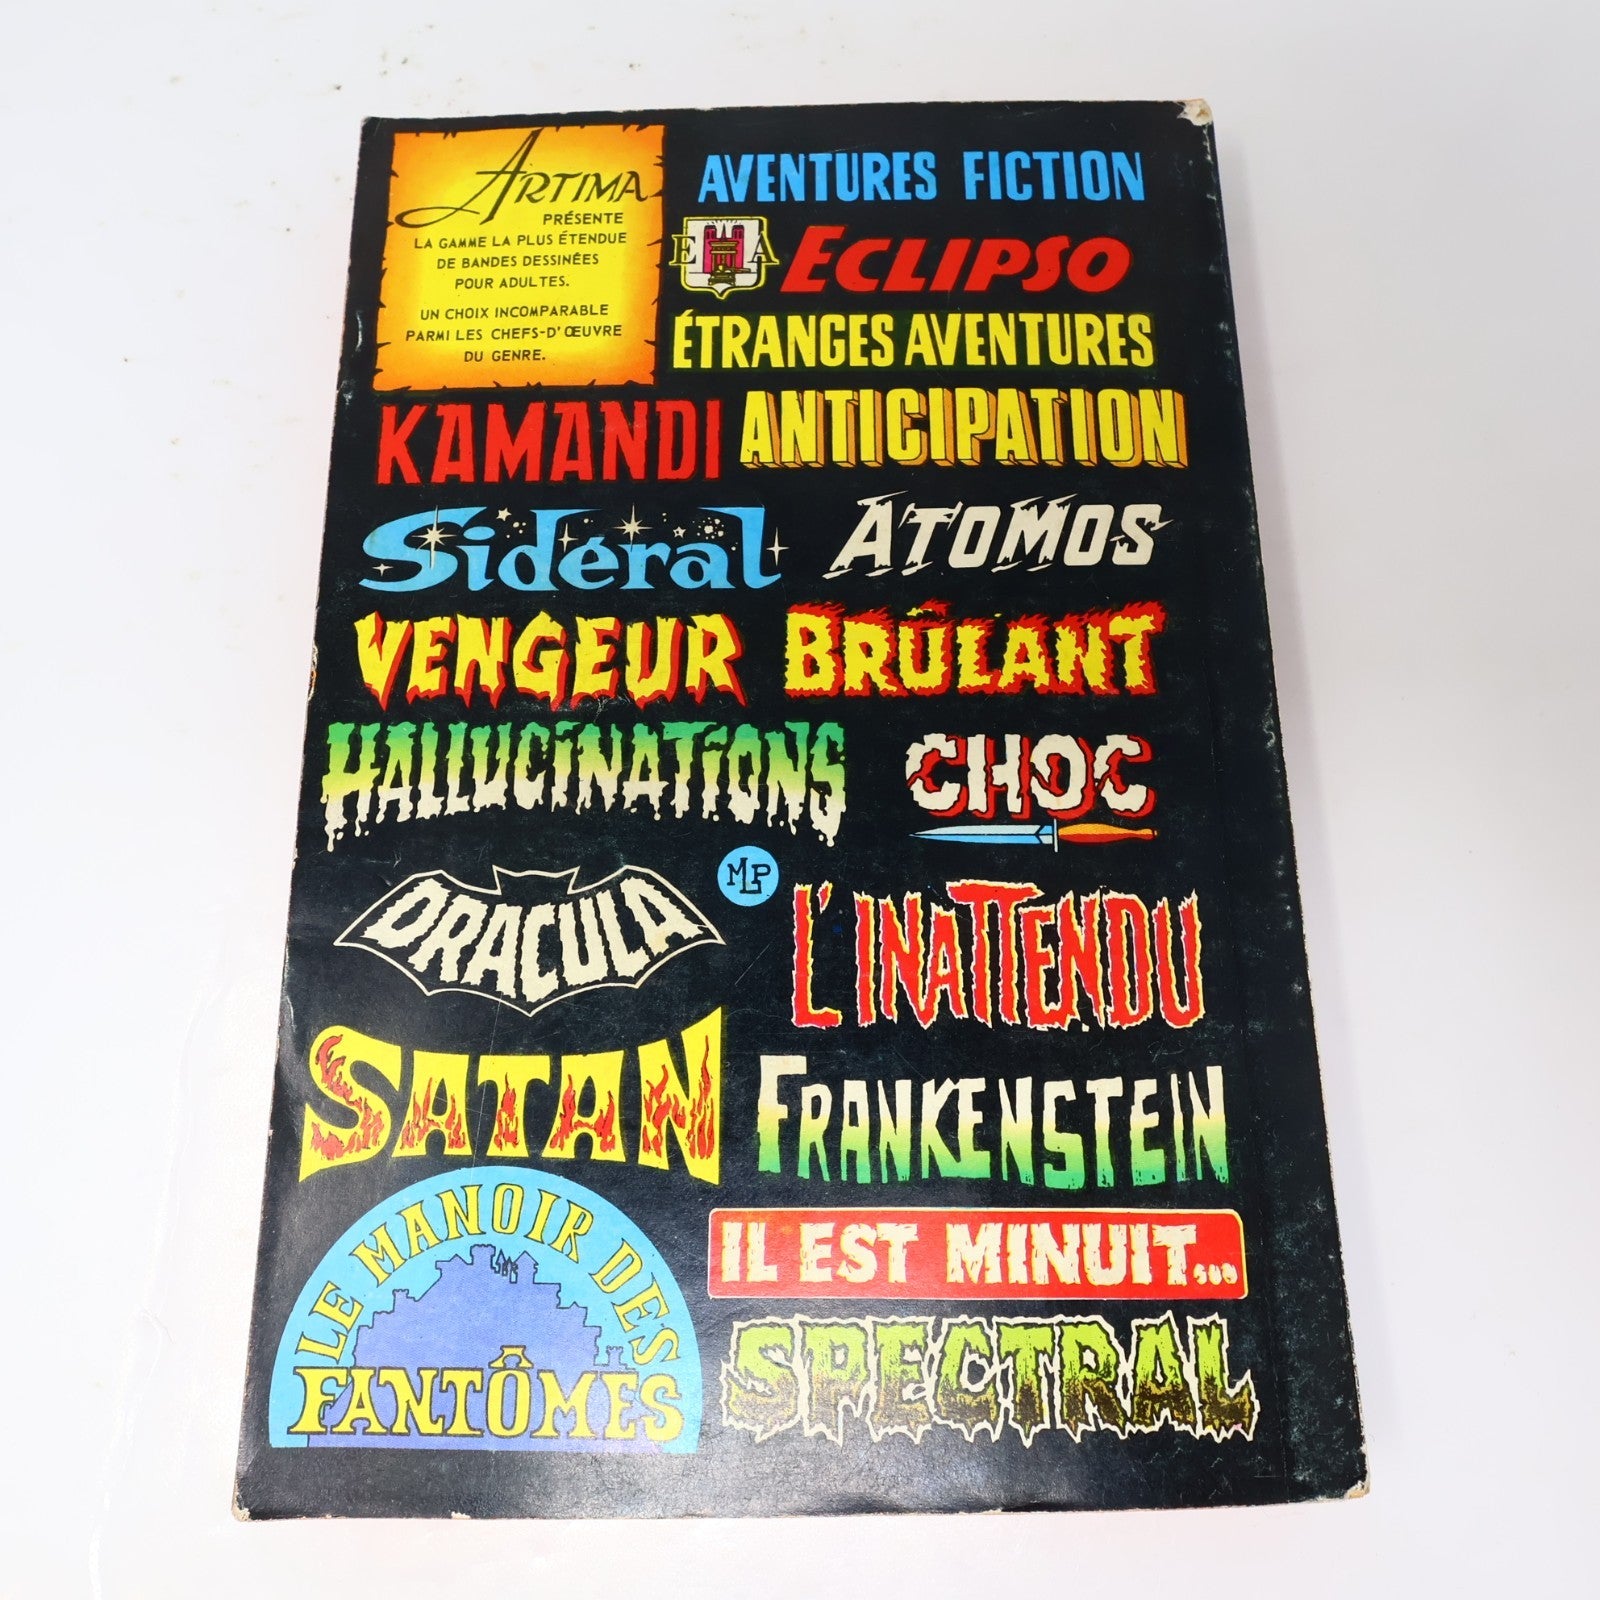 ARTIMA
PRÉSENTE
LA GAMME LA PLUS ÉTENDUE
DE BANDES DESSINÉES
POUR ADULTES.
UN CHOIX INCOMPARABLE
PARMI LES CHEFS-D'ŒUVRE
DU GENRE.
AVENTURES FICTION
E A
ECLIPSO
ÉTRANGES AVENTURES
KAMANDI
ANTICIPATION
Sidéral
ATOMOS
VENGEUR
BRÛLANT
HALLUCINATIONS
CHOC
DRACULA
MLP
L'INATTENDU
SATAN
FRANKENSTEIN
LE MANOIR DES
FANTÔMES
IL EST MINUIT...
SPECTRAL